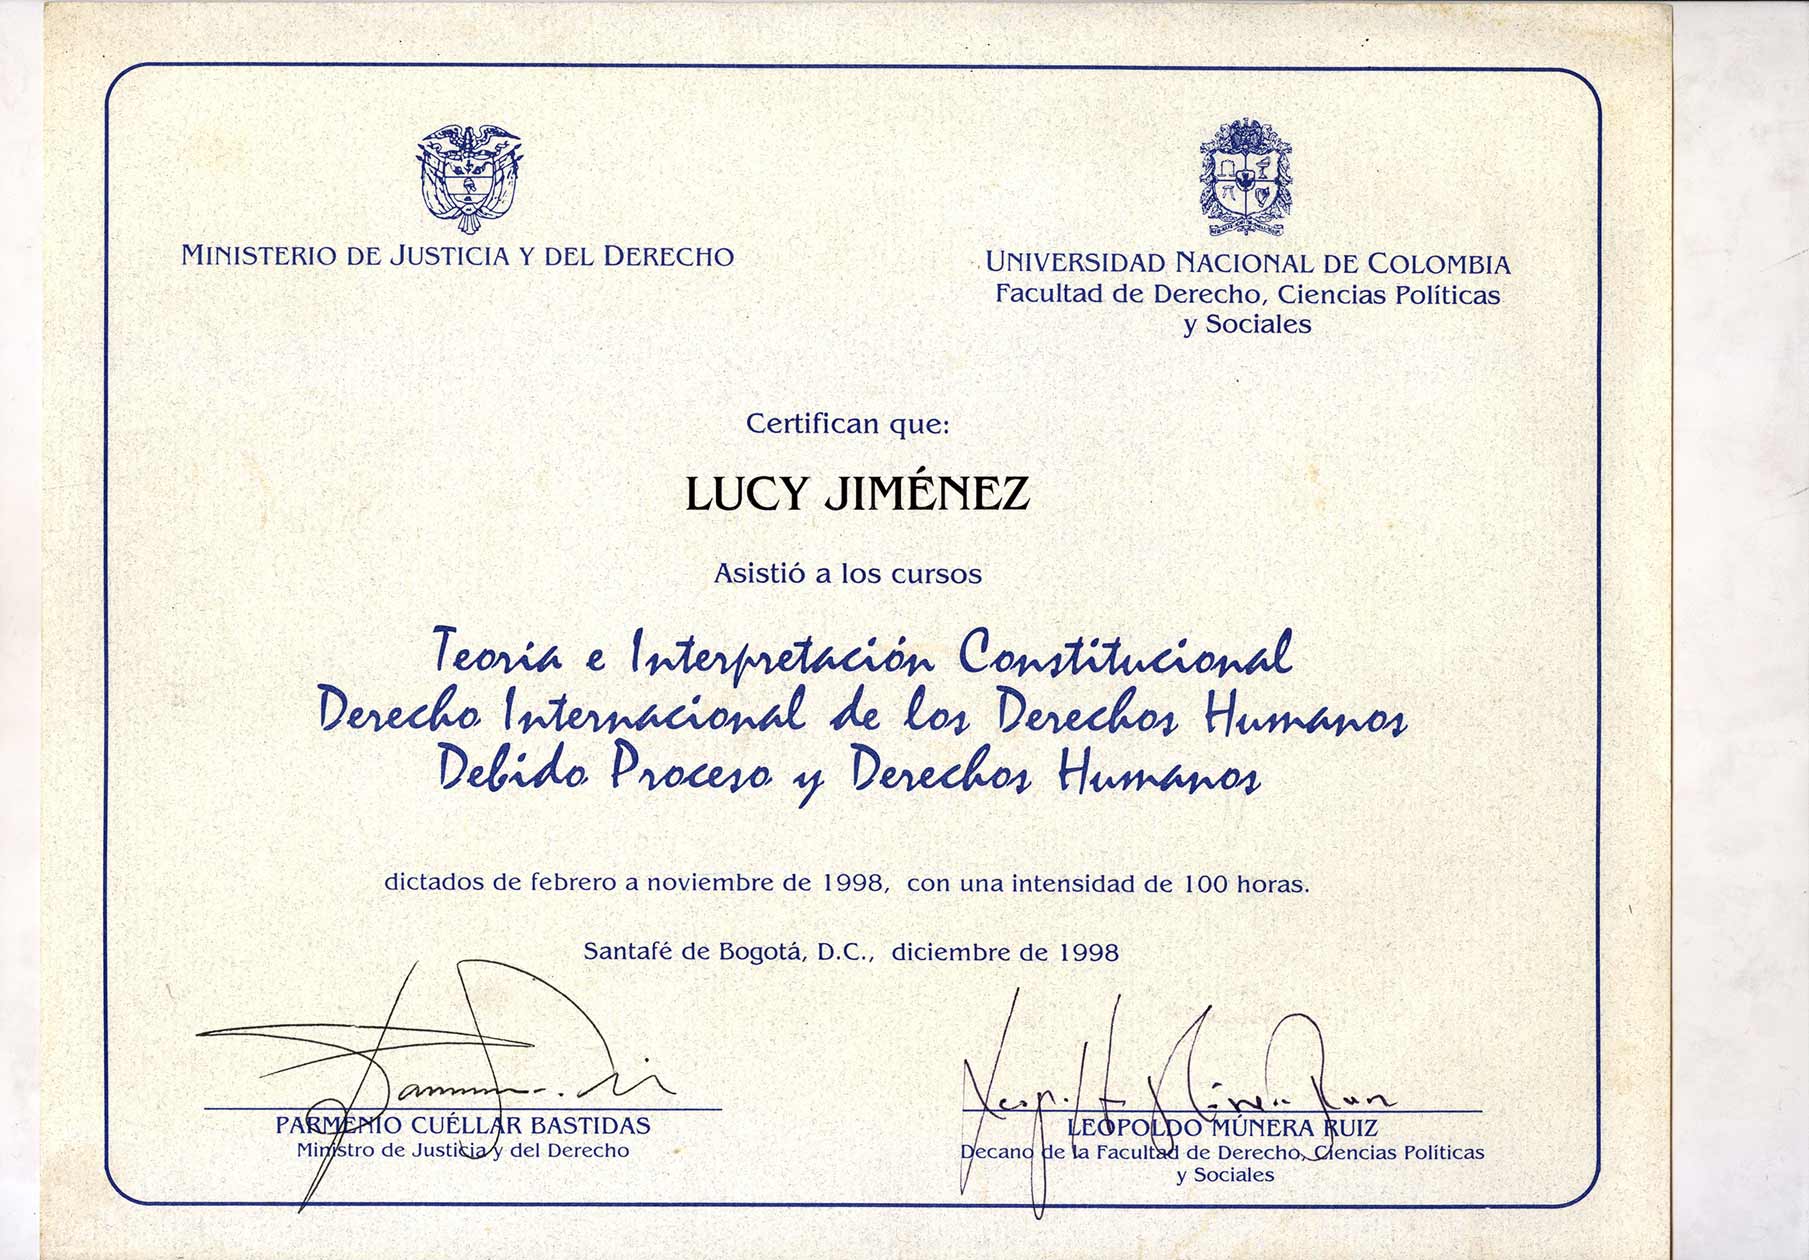 MINISTERIO DE JUSTICIA Y DEL DERECHO
UNIVERSIDAD NACIONAL DE COLOMBIA
Facultad de Derecho, Ciencias Políticas
y Sociales
Certifican que:
LUCY JIMÉNEZ
Asistió a los cursos
Teoría e Interpretación Constitucional
Derecho Internacional de los Derechos Humanos
Debido Proceso y Derechos Humanos
dictados de febrero a noviembre de 1998, con una intensidad de 100 horas.
Santafé de Bogotá, D.C., diciembre de 1998
PARMENIO CUÉLLAR BASTIDAS
Ministro de Justicia y del Derecho
LEOPOLDO MÚNERA RUIZ
Decano de la Facultad de Derecho, Ciencias Políticas
y Sociales